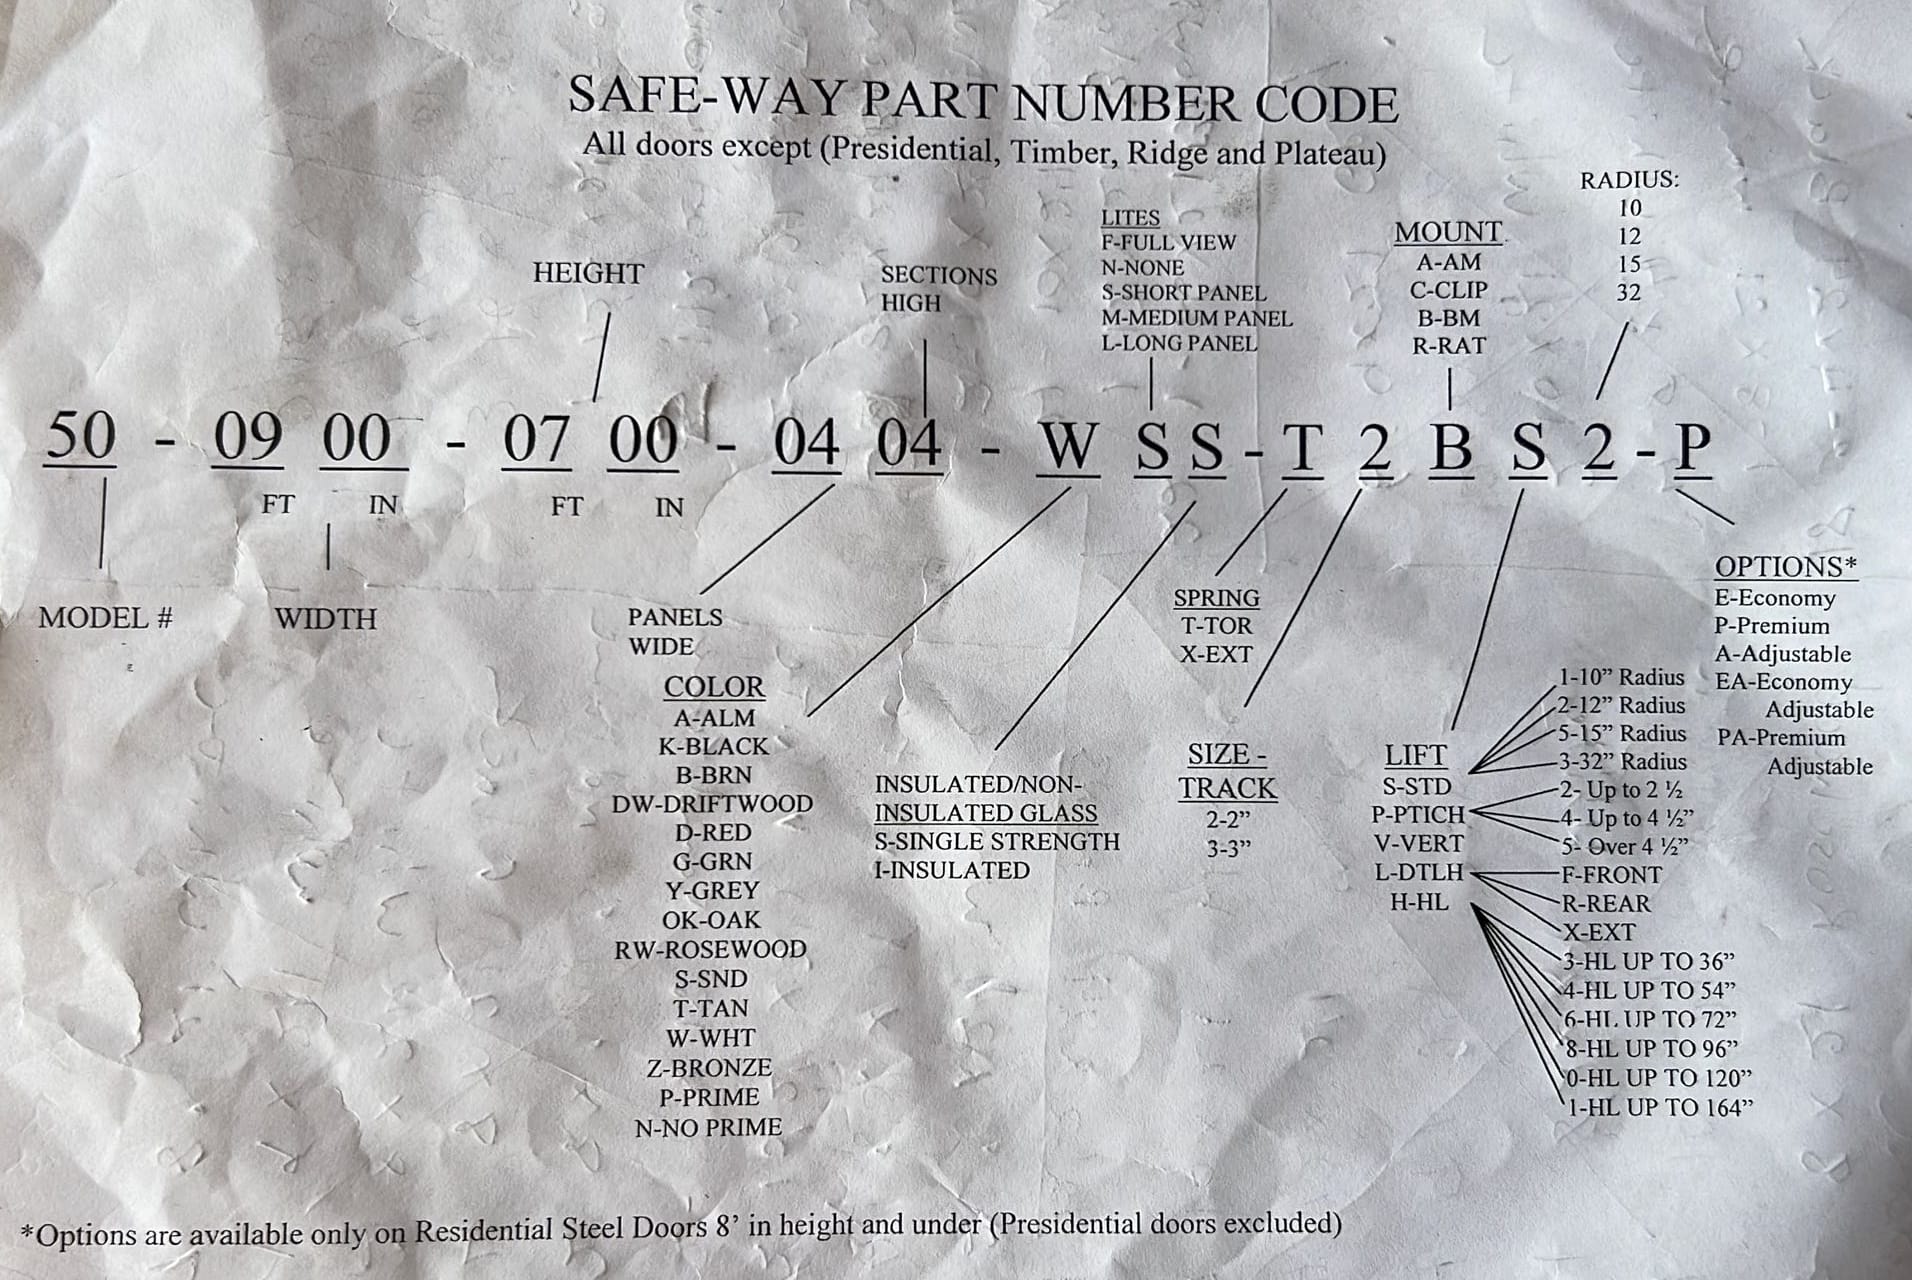 SAFE-WAY PART NUMBER CODE
All doors except (Presidential, Timber, Ridge and Plateau)
HEIGHT
SECTIONS
HIGH
LITES
F-FULL VIEW
N-NONE
S-SHORT PANEL
M-MEDIUM PANEL
L-LONG PANEL
MOUNT
A-AM
C-CLIP
B-BM
R-RAT
RADIUS:
10
12
15
32
50 - 09 00 - 07 00 - 04 04 - W S S - T 2 B S 2 - P
FT IN FT IN
MODEL #
WIDTH
PANELS
WIDE
COLOR
A-ALM
K-BLACK
B-BRN
DW-DRIFTWOOD
D-RED
G-GRN
Y-GREY
OK-OAK
RW-ROSEWOOD
S-SND
T-TAN
W-WHT
Z-BRONZE
P-PRIME
N-NO PRIME
INSULATED/NON-
INSULATED GLASS
S-SINGLE STRENGTH
I-INSULATED
SPRING
T-TOR
X-EXT
SIZE -
TRACK
2-2”
3-3”
LIFT
S-STD
P-PTICH
V-VERT
L-DTLH
H-HL
1-10” Radius
2-12” Radius
5-15” Radius
3-32” Radius
2- Up to 2 ½
4- Up to 4 ½”
5- Over 4 ½”
F-FRONT
R-REAR
X-EXT
3-HL UP TO 36”
4-HL UP TO 54”
6-HL UP TO 72”
8-HL UP TO 96”
0-HL UP TO 120”
1-HL UP TO 164”
OPTIONS*
E-Economy
P-Premium
A-Adjustable
EA-Economy
Adjustable
PA-Premium
Adjustable
*Options are available only on Residential Steel Doors 8’ in height and under (Presidential doors excluded)